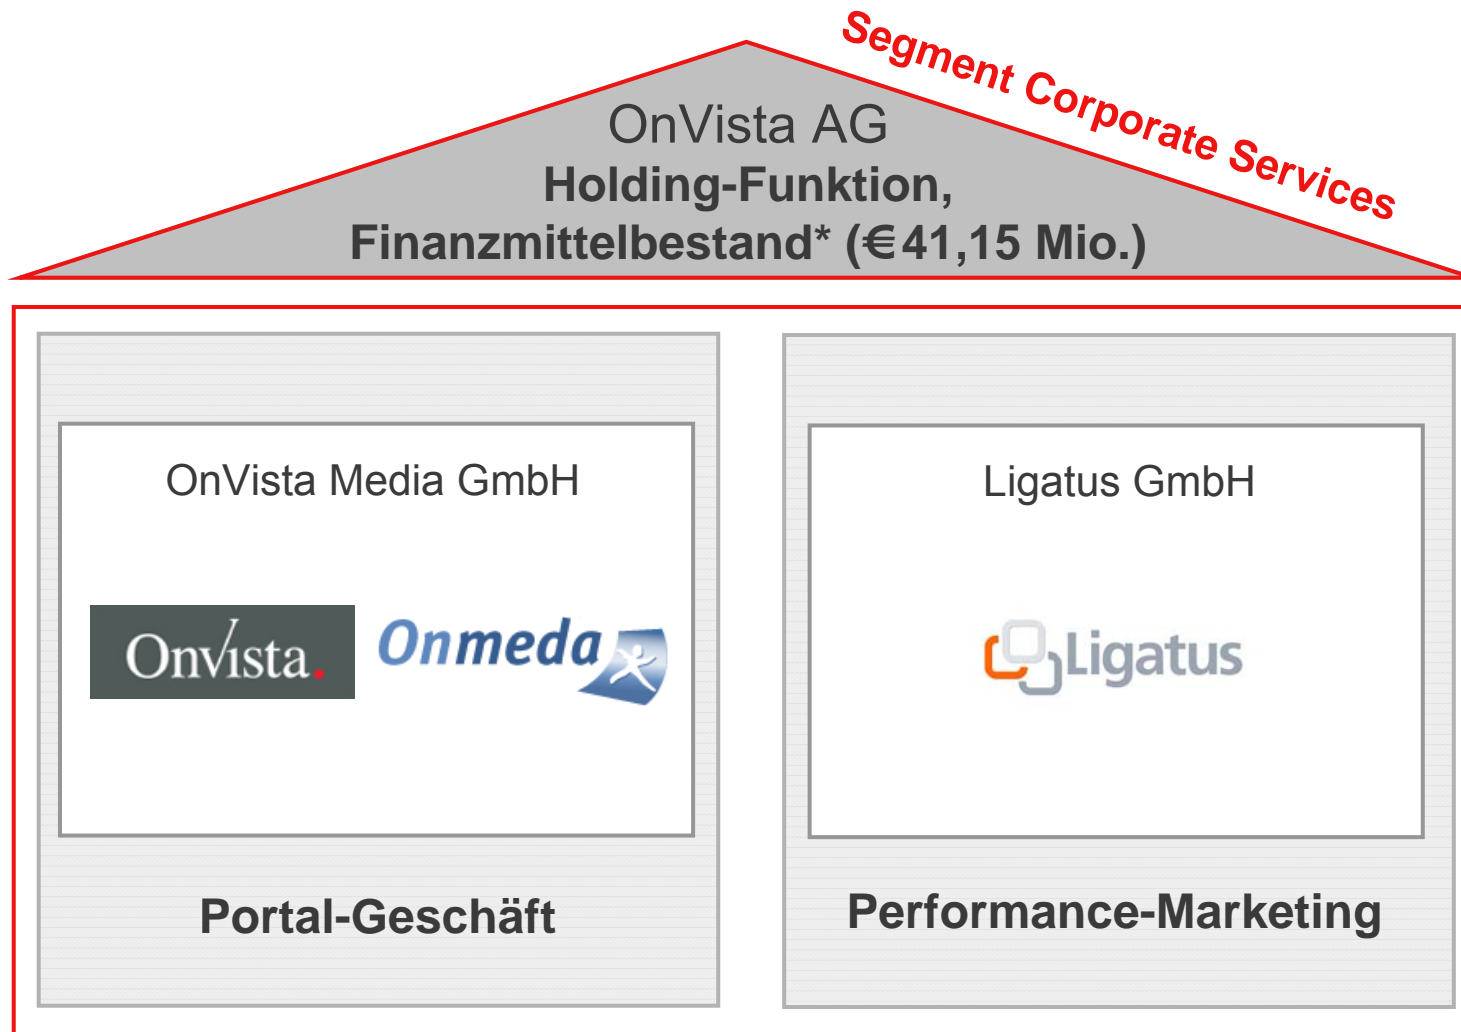 Segment Corporate Services
OnVista AG
Holding-Funktion,
Finanzmittelbestand* (€41,15 Mio.)
OnVista Media GmbH
Onvista.
Onmeda
Portal-Geschäft
Ligatus GmbH
Ligatus
Performance-Marketing